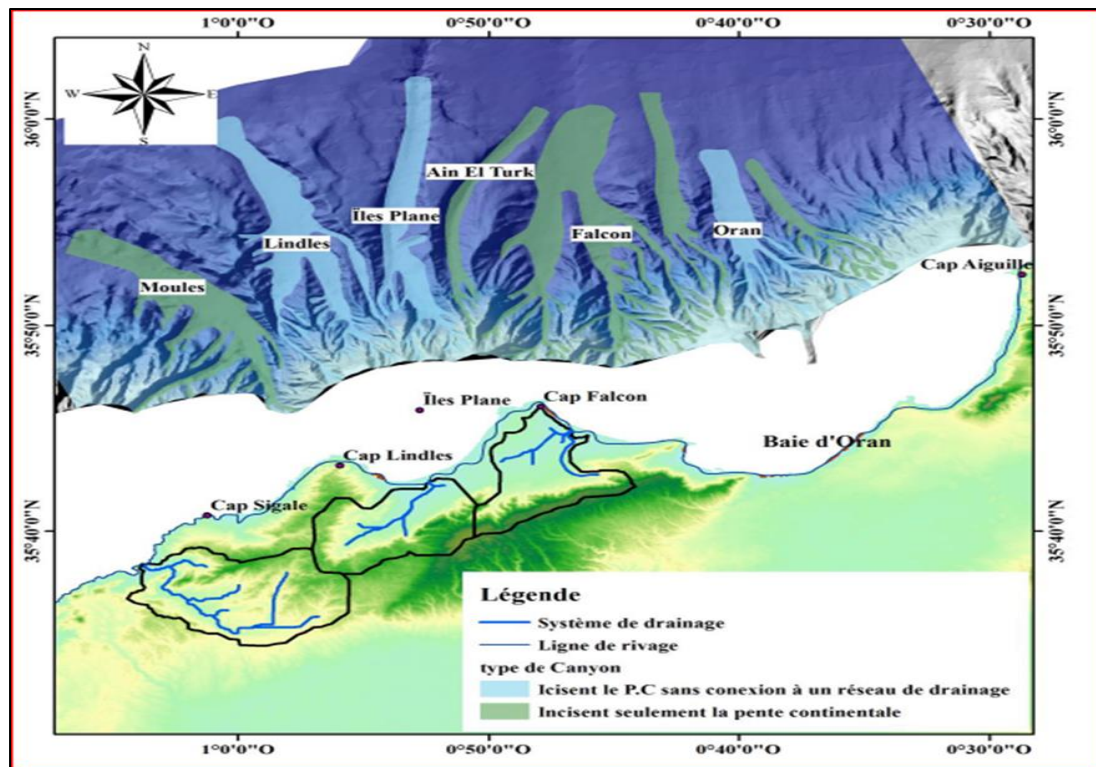 1°0'0"W
0°50'0"W
0°40'0"W
0°30'0"W
N
W
E
S
36°0'0"N
36°0'0"N
Ain El Turk
Îles Plane
Lindles
Falcon
Oran
Moules
Cap Aiguille
35°50'0"N
35°50'0"N
Îles Plane
Cap Falcon
Baie d'Oran
Cap Lindles
Cap Sigale
35°40'0"N
35°40'0"N
Légende
Système de drainage
Ligne de rivage
type de Canyon
Icisent le P.C sans conexion à un réseau de drainage
Incisent seulement la pente continentale
1°0'0"W
0°50'0"W
0°40'0"W
0°30'0"W